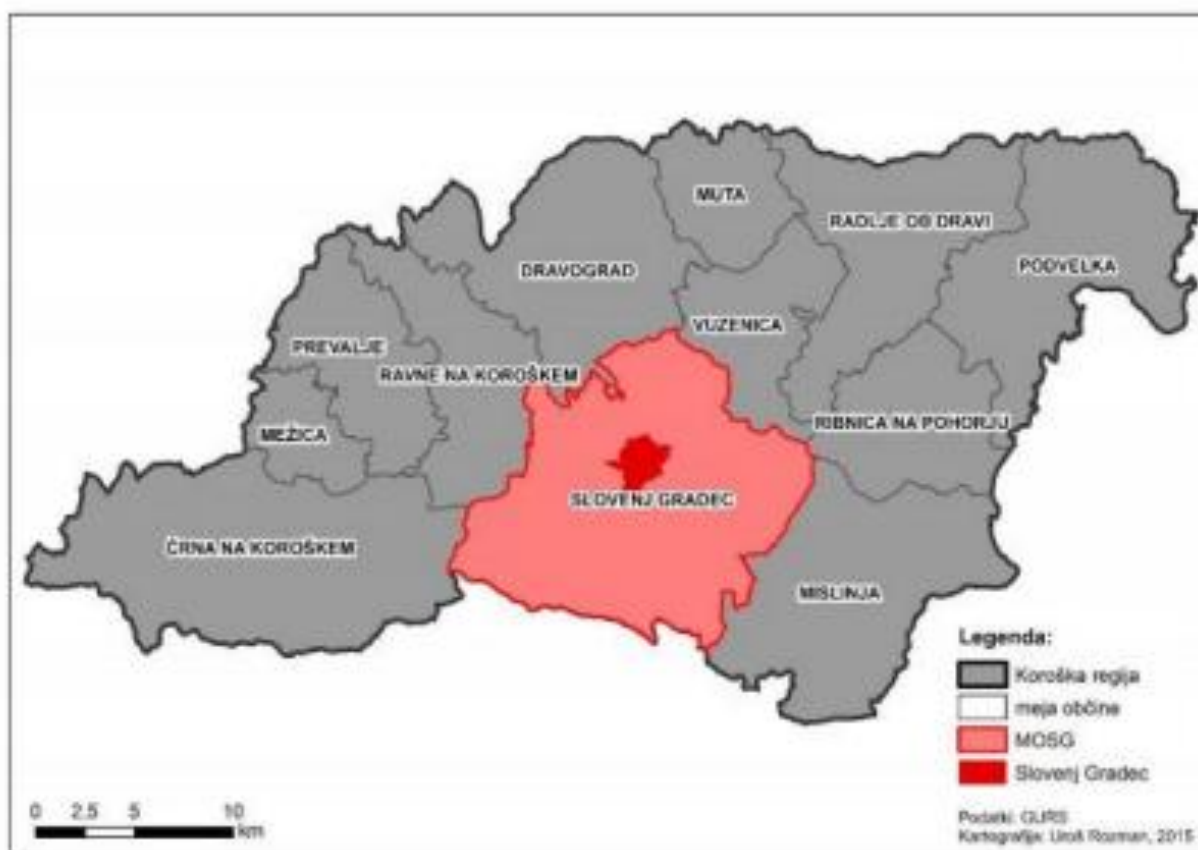 MUTA
RADLJE OB DRAVI
DRAVOGRAD
PODVELKA
VUZENICA
PREVALJE
RAVNE NA KOROŠKEM
MEŽICA
RIBNICA NA POHORJU
SLOVENJ GRADEC
ČRNA NA KOROŠKEM
MISLINJA
Legenda:
Koroška regija
meja občine
MOSG
Slovenj Gradec
0 2.5 5 10
km
Podatki: GURS
Kartografija: Uroš Rozman, 2015